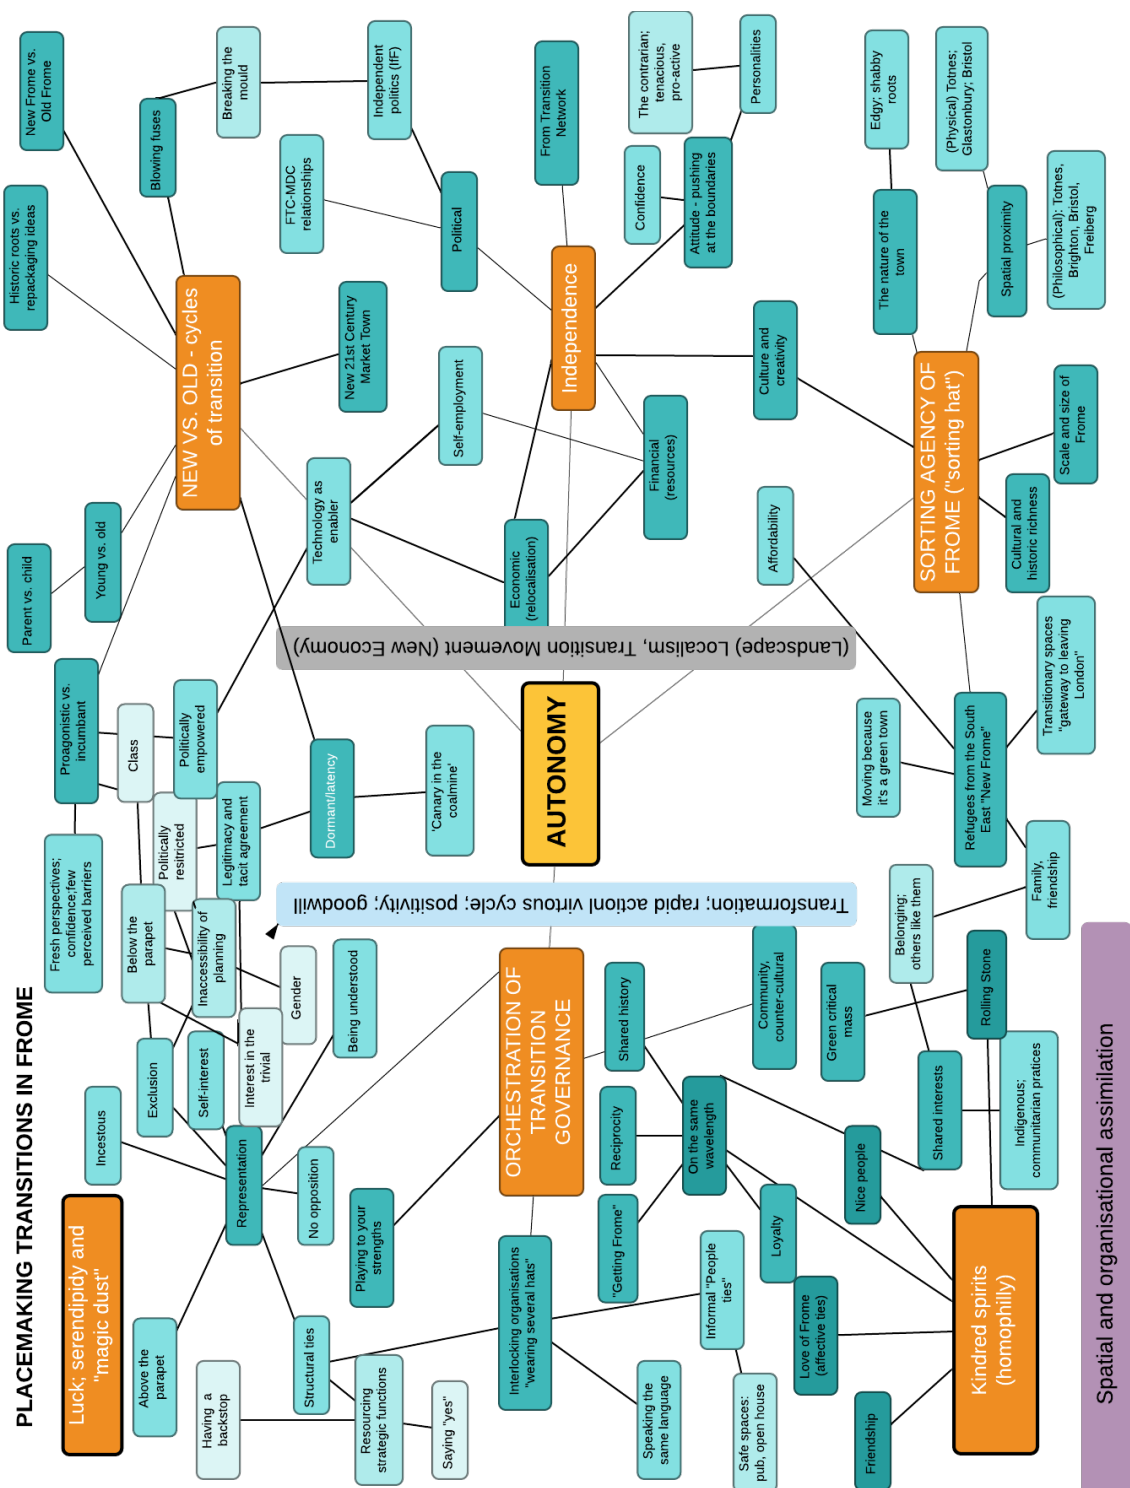 PLACEMAKING TRANSITIONS IN FROME
Luck; serendipidy and
"magic dust"
Incestous
Above the
parapet
Having a
backstop
Resourcing
strategic functions
Saying "yes"
Structural ties
Representation
No opposition
Playing to your
strengths
Exclusion
Self-interest
Interest in the
trivial
Gender
Being understood
Below the
parapet
Inaccessibility of
planning
Fresh perspectives;
confidence;few
perceived barriers
Politically
resitricted
Legitimacy and
tacit agreement
Class
Politically
empowered
Proagonistic vs.
incumbant
Dormant/latency
'Canary in the
coalmine'
Parent vs. child
Young vs. old
Historic roots vs.
repackaging ideas
New Frome vs.
Old Frome
NEW VS. OLD - cycles
of transition
Blowing fuses
Breaking the
mould
Independent
politics (IfF)
FTC-MDC
relationships
Political
New 21st Century
Market Town
Technology as
enabler
Self-employment
Economic
(relocalisation)
Financial
(resources)
Independence
From Transition
Network
The contrarian;
tenacious,
pro-active
Personalities
Confidence
Attitude - pushing
at the boundaries
Culture and
creativity
AUTONOMY
(Landscape) Localism, Transition Movement (New Economy)
Transformation; rapid action! virtous cycle; positivity; goodwill
ORCHESTRATION OF
TRANSITION
GOVERNANCE
Interlocking organisations
"wearing several hats"
Speaking the
same language
Informal "People
ties"
Safe spaces:
pub, open house
Shared history
Reciprocity
"Getting Frome"
On the same
wavelength
Loyalty
Community,
counter-cultural
Green critical
mass
Love of Frome
(affective ties)
Nice people
Friendship
Kindred spirits
(homophilly)
Shared interests
Rolling Stone
Indigenous;
communitarian pratices
Belonging;
others like them
Family,
friendship
Moving because
it's a green town
Affordability
Refugees from the South
East "New Frome"
Transitionary spaces
"gateway to leaving
London"
SORTING AGENCY OF
FROME ("sorting hat")
Cultural and
historic richness
Scale and size of
Frome
The nature of the
town
Edgy; shabby
roots
Spatial proximity
(Physical) Totnes;
Glastonbury; Bristol
(Philosophical): Totnes,
Brighton, Bristol,
Freiberg
Spatial and organisational assimilation